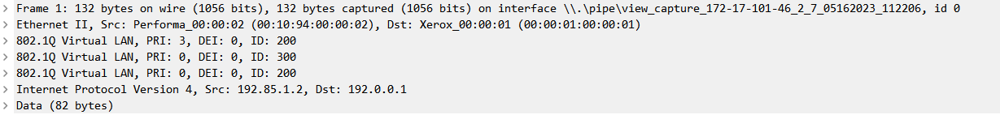 Frame 1: 132 bytes on wire (1056 bits), 132 bytes captured (1056 bits) on interface \\.\pipe\view_capture_172-17-101-46_2_7_05162023_112206, id 0
Ethernet II, Src: Performa_00:00:02 (00:10:94:00:00:02), Dst: Xerox_00:00:01 (00:00:01:00:00:01)
802.1Q Virtual LAN, PRI: 3, DEI: 0, ID: 200
802.1Q Virtual LAN, PRI: 0, DEI: 0, ID: 300
802.1Q Virtual LAN, PRI: 0, DEI: 0, ID: 200
Internet Protocol Version 4, Src: 192.85.1.2, Dst: 192.0.0.1
Data (82 bytes)